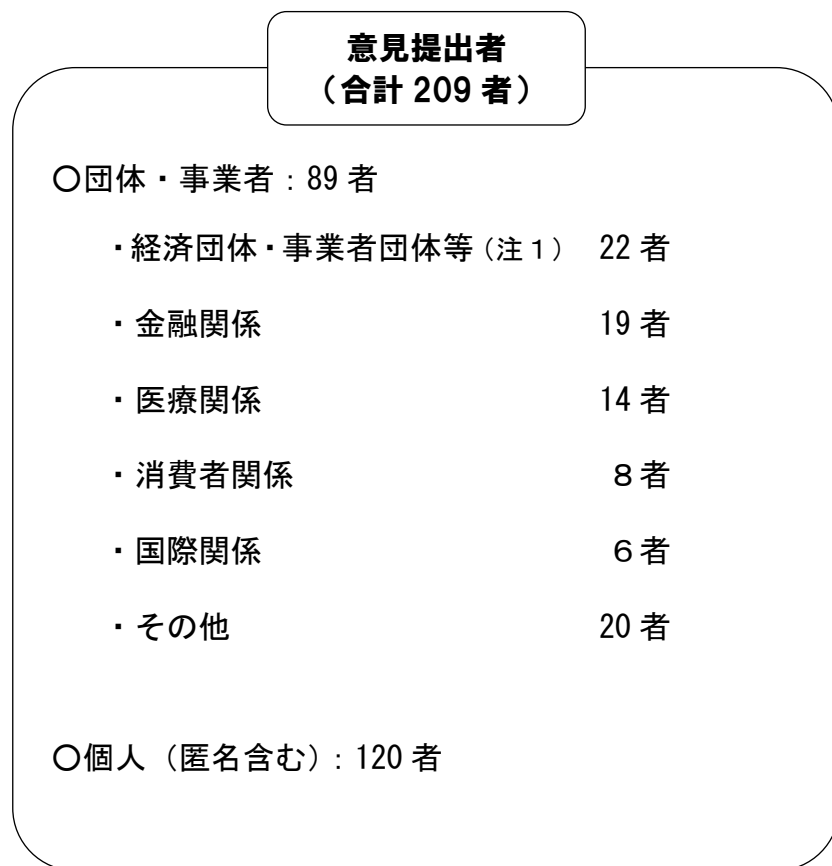 意見提出者
（合計 209 者）
〇団体・事業者：89 者
・経済団体・事業者団体等（注１） 22 者
・金融関係 19 者
・医療関係 14 者
・消費者関係 ８者
・国際関係 ６者
・その他 20 者
〇個人（匿名含む）：120 者